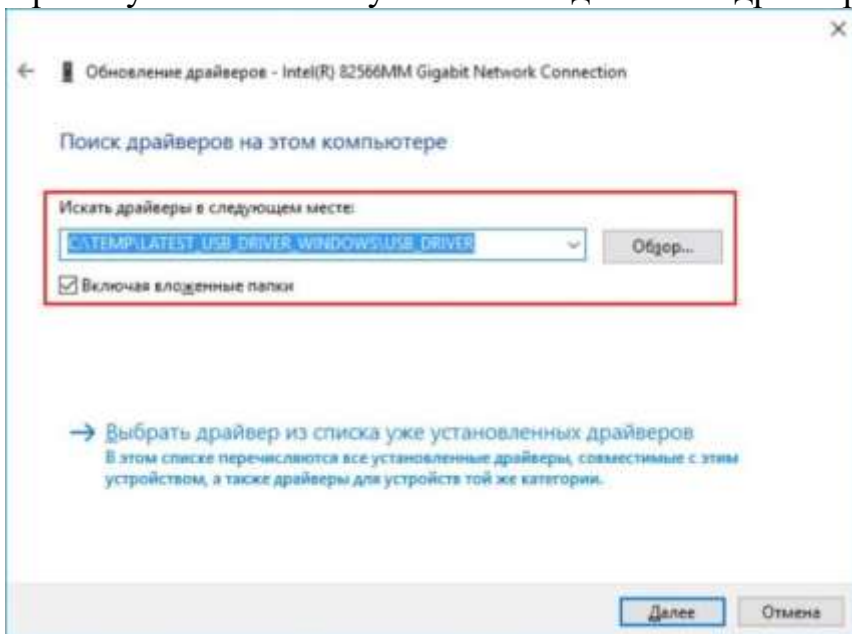 ← Обновление драйверов - Intel(R) 82566MM Gigabit Network Connection
Поиск драйверов на этом компьютере
Искать драйверы в следующем месте:
C:\TEMP\LATEST_USB_DRIVER_WINDOWS\USB_DRIVER Обзор...
Включая вложенные папки
→ Выбрать драйвер из списка уже установленных драйверов
В этом списке перечисляются все установленные драйверы, совместимые с этим
устройством, а также драйверы для устройств той же категории.
Далее Отмена